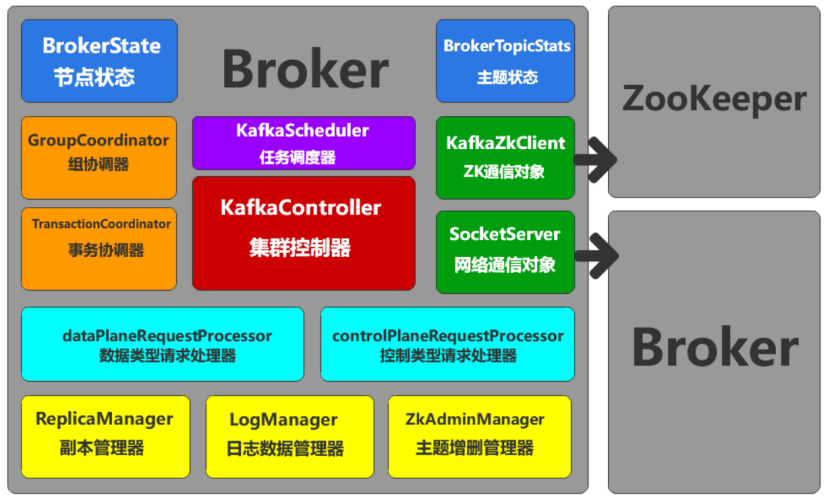 BrokerState
节点状态
Broker
BrokerTopicStats
主题状态
ZooKeeper
GroupCoordinator
组协调器
KafkaScheduler
任务调度器
KafkaZkClient
ZK通信对象
KafkaController
集群控制器
TransactionCoordinator
事务协调器
SocketServer
网络通信对象
Broker
dataPlaneRequestProcessor
数据类型请求处理器
controlPlaneRequestProcessor
控制类型请求处理器
ReplicaManager
副本管理器
LogManager
日志数据管理器
ZkAdminManager
主题增删管理器